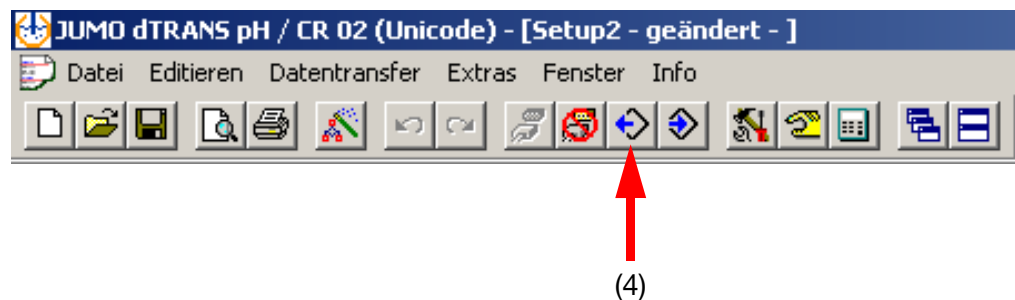 JUMO dTRANS pH / CR 02 (Unicode) - [Setup2 - geändert - ]
Datei Editieren Datentransfer Extras Fenster Info
(4)